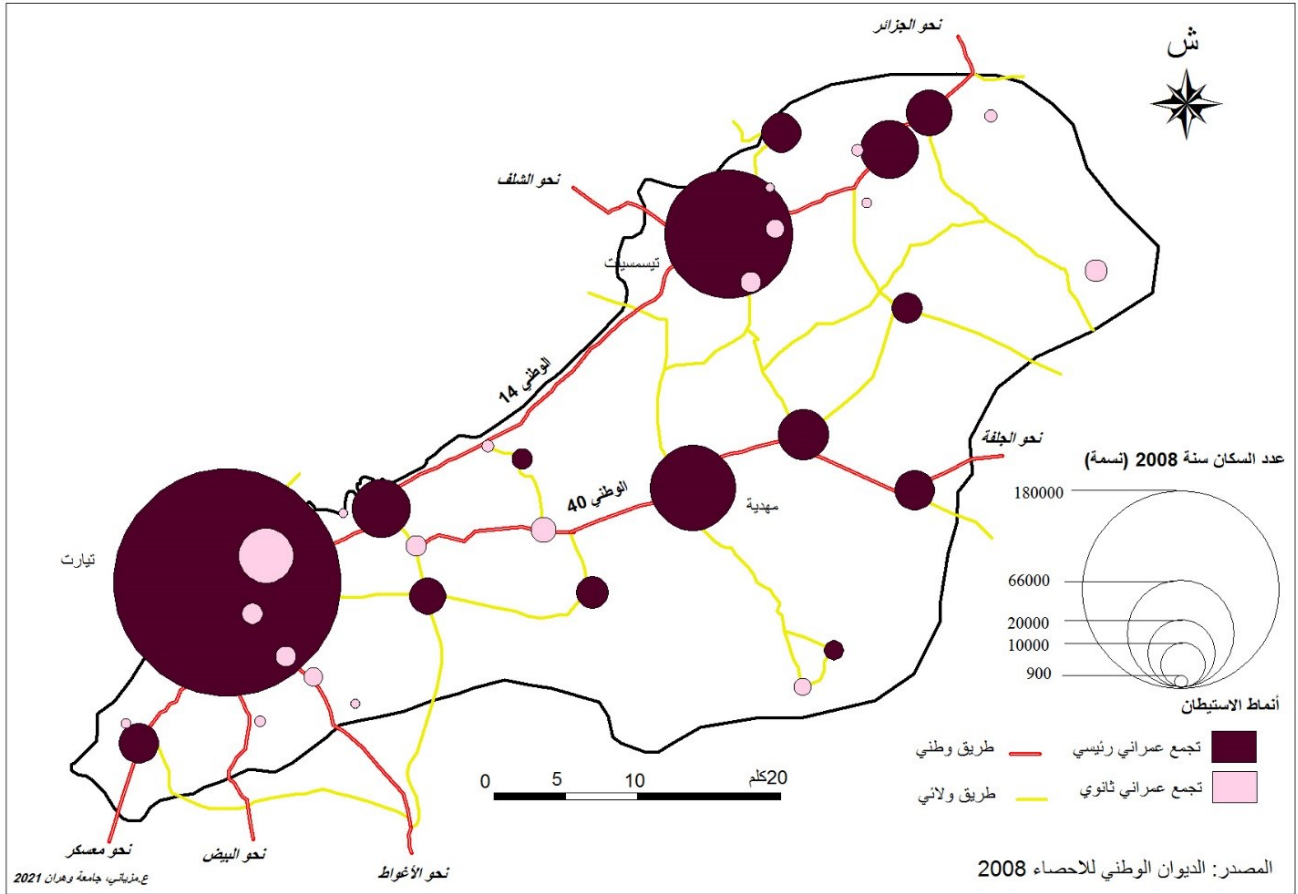 نحو الجزائر
ش
نحو الشلف
تيسمسيلت
الوطني 14
نحو الجلفة
عدد السكان سنة 2008 (نسمة)
180000
66000
20000
10000
900
الوطني 40
مهدية
تيارت
أنماط الاستيطان
تجمع عمراني رئيسي
طريق وطني
تجمع عمراني ثانوي
طريق ولائي
0 5 10 20كلم
نحو معسكر
نحو البيض
نحو الأغواط
المصدر: الديوان الوطني للاحصاء 2008
ع.مزياني، جامعة وهران 2021